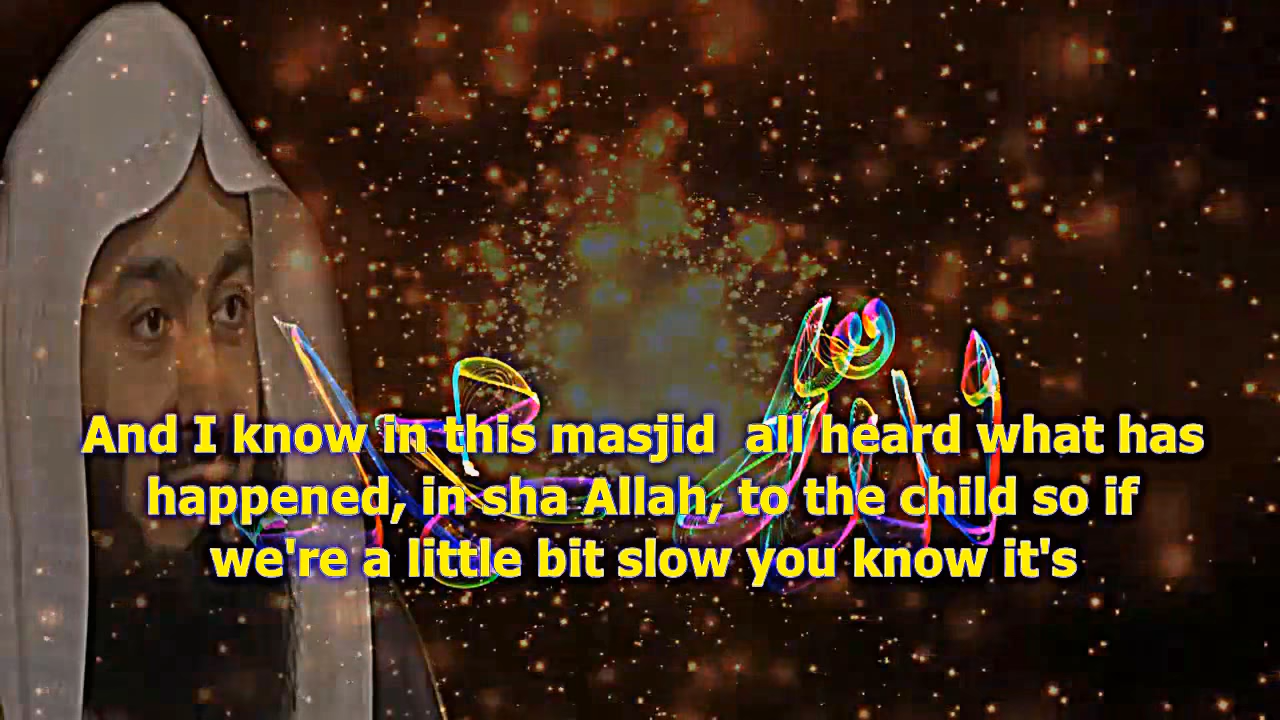 And I know in this masjid  all heard what has
happened, in sha Allah, to the child so if
we're a little bit slow you know it's